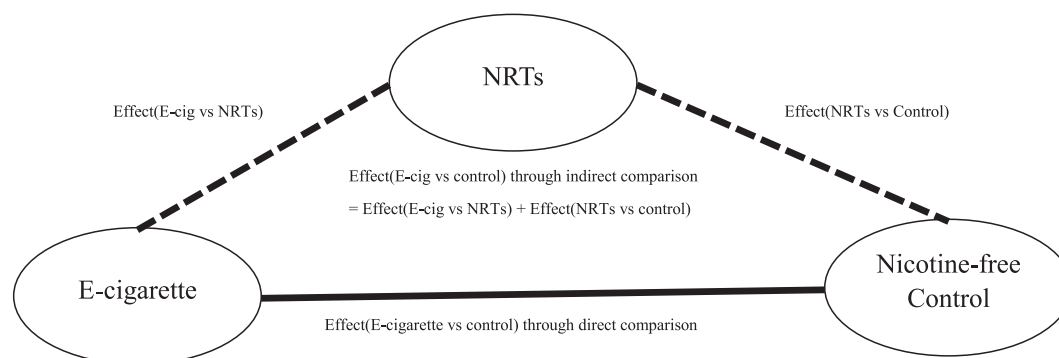 NRTs
Effect(E-cig vs NRTs)
Effect(NRTs vs Control)
Effect(E-cig vs control) through indirect comparison
= Effect(E-cig vs NRTs) + Effect(NRTs vs control)
E-cigarette
Nicotine-free
Control
Effect(E-cigarette vs control) through direct comparison